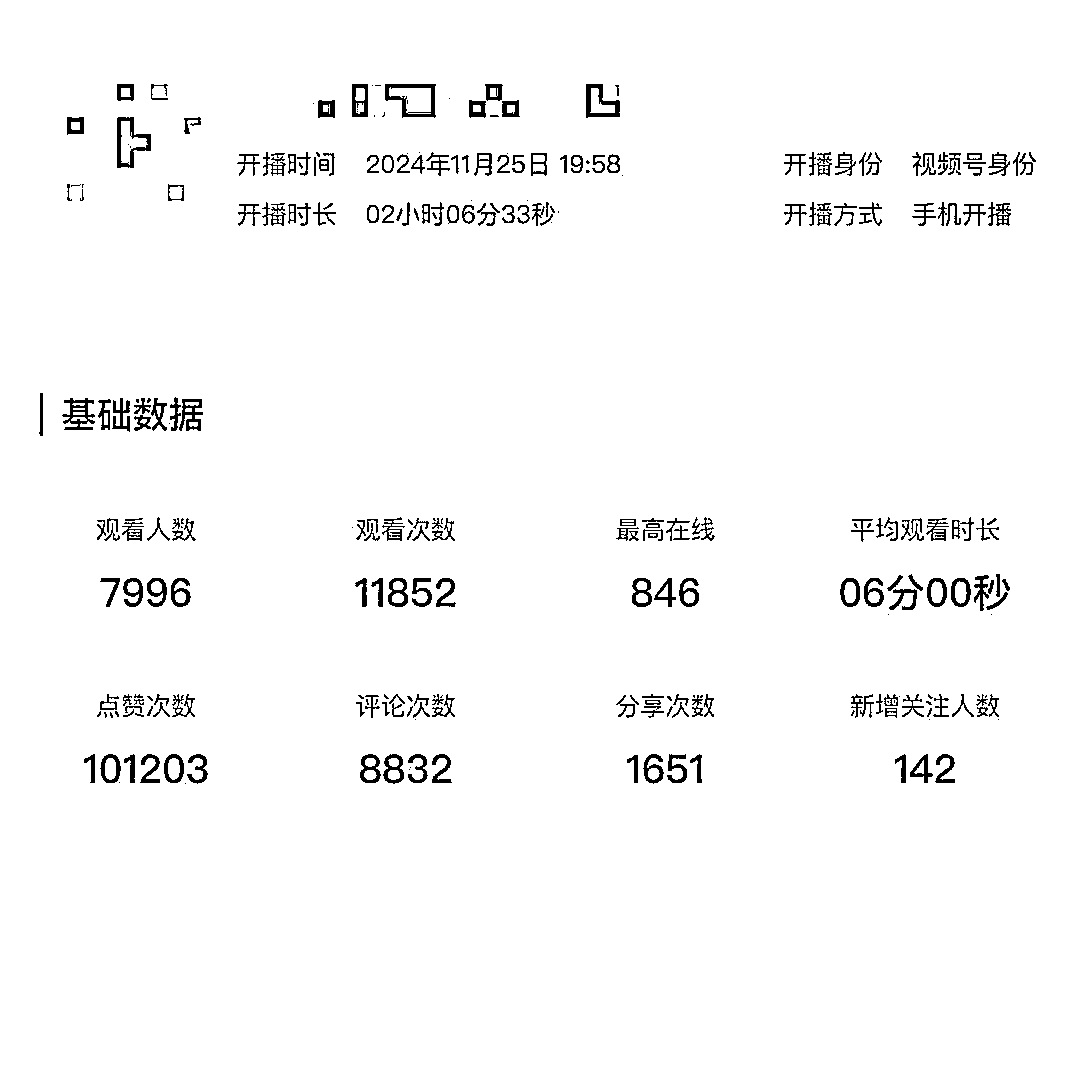 开播时间 2024年11月25日 19:58 开播身份 视频号身份
开播时长 02小时06分33秒 开播方式 手机开播
基础数据
观看人数 观看次数 最高在线 平均观看时长
7996 11852 846 06分00秒
点赞次数 评论次数 分享次数 新增关注人数
101203 8832 1651 142